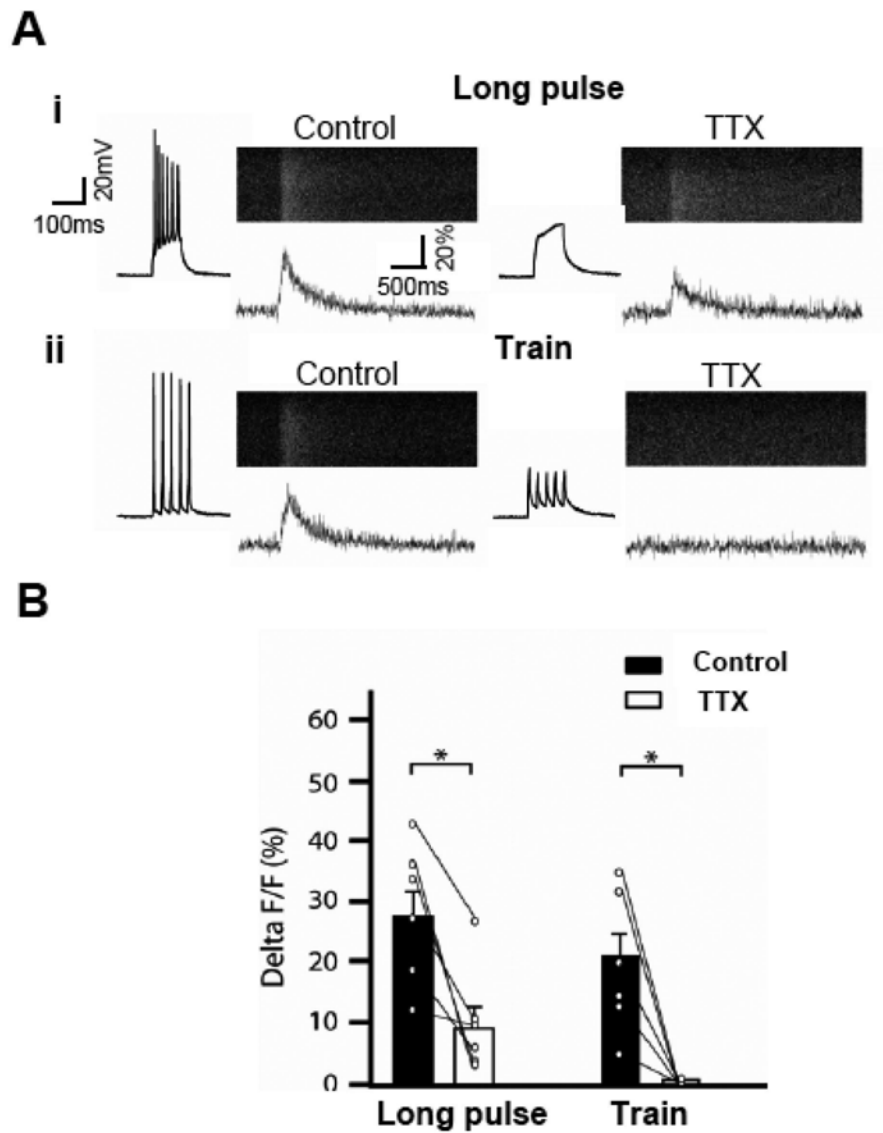 A
Long pulse
i
Control
TTX
20mV
100ms
20%
500ms
ii
Train
Control
TTX
B
Control
TTX
60
50
40
30
20
10
0
Delta F/F (%)
*
*
Long pulse
Train